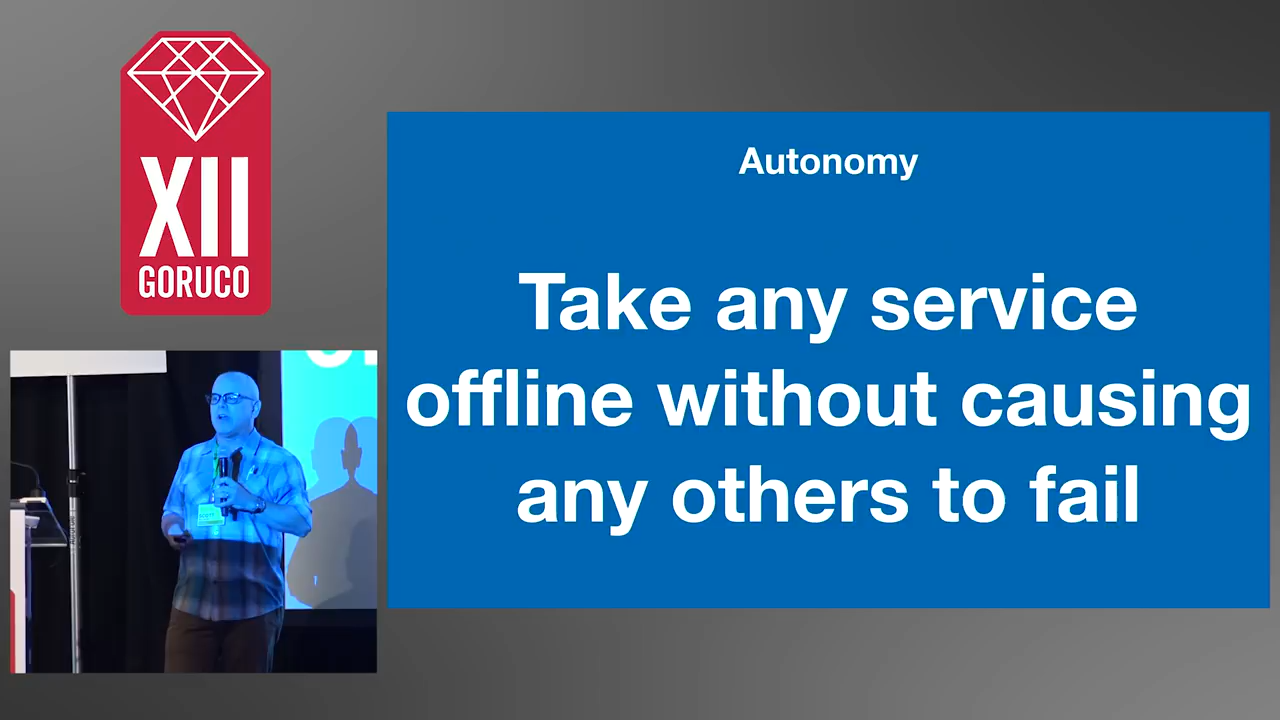 XII
GORUCO
Autonomy
Take any service
offline without causing
any others to fail